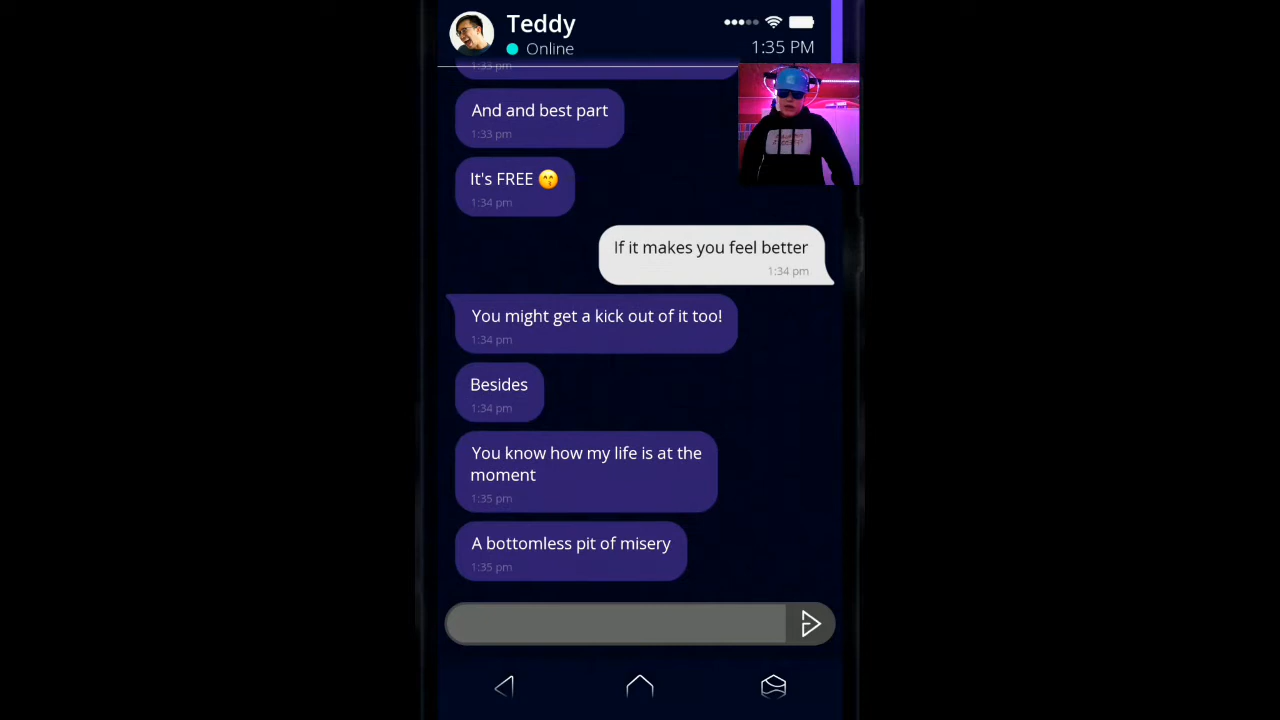 Teddy
Online
1:35 PM
1:33 pm
And and best part
1:33 pm
It's FREE 😙
1:34 pm
If it makes you feel better
1:34 pm
You might get a kick out of it too!
1:34 pm
Besides
1:34 pm
You know how my life is at the
moment
1:35 pm
A bottomless pit of misery
1:35 pm